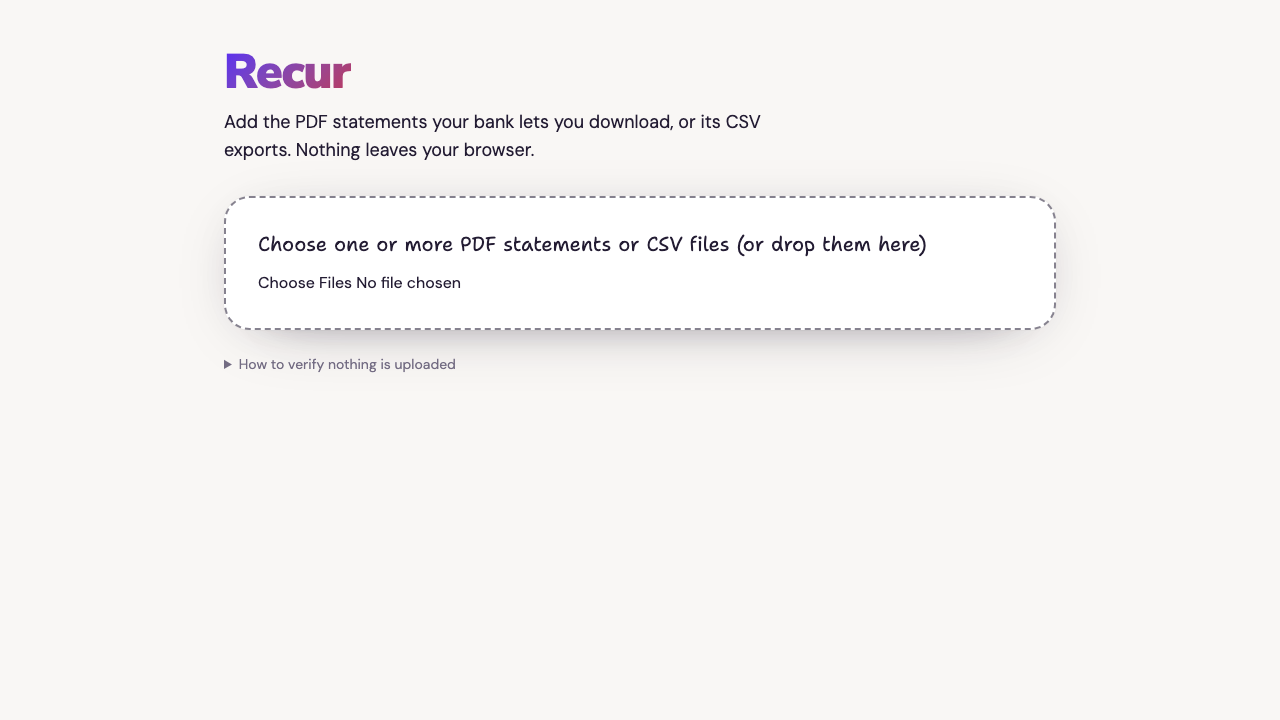 Recur
Add the PDF statements your bank lets you download, or its CSV
exports. Nothing leaves your browser.
Choose one or more PDF statements or CSV files (or drop them here)
Choose Files No file chosen
How to verify nothing is uploaded